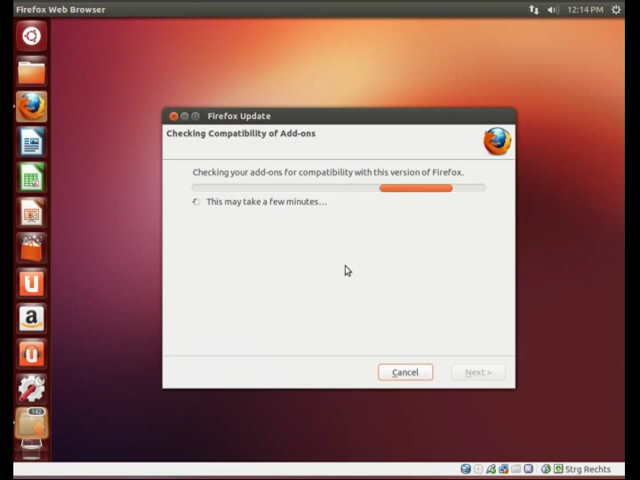 Firefox Web Browser
12:14 PM
Firefox Update
Checking Compatibility of Add-ons
Checking your add-ons for compatibility with this version of Firefox.
This may take a few minutes...
Cancel
Next >
a
142
Strg Rechts